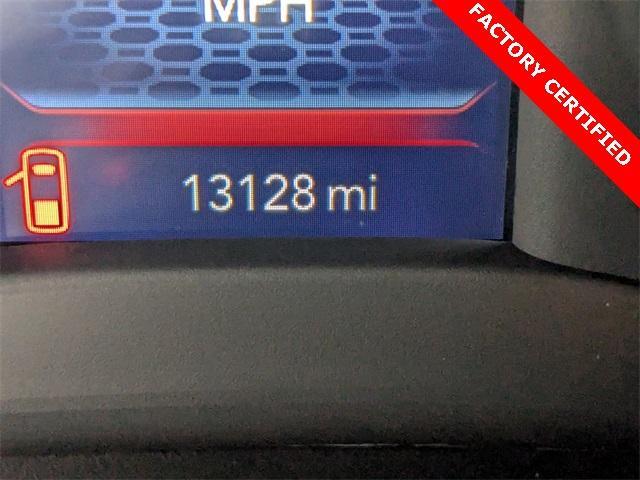 MPH
FACTORY CERTIFIED
13128 mi